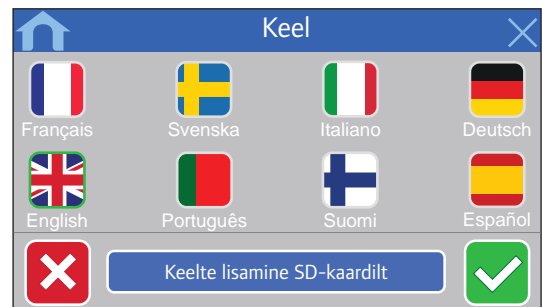 Keel
Français Svenska Italiano Deutsch
English Português Suomi Español
Keelte lisamine SD-kaardilt